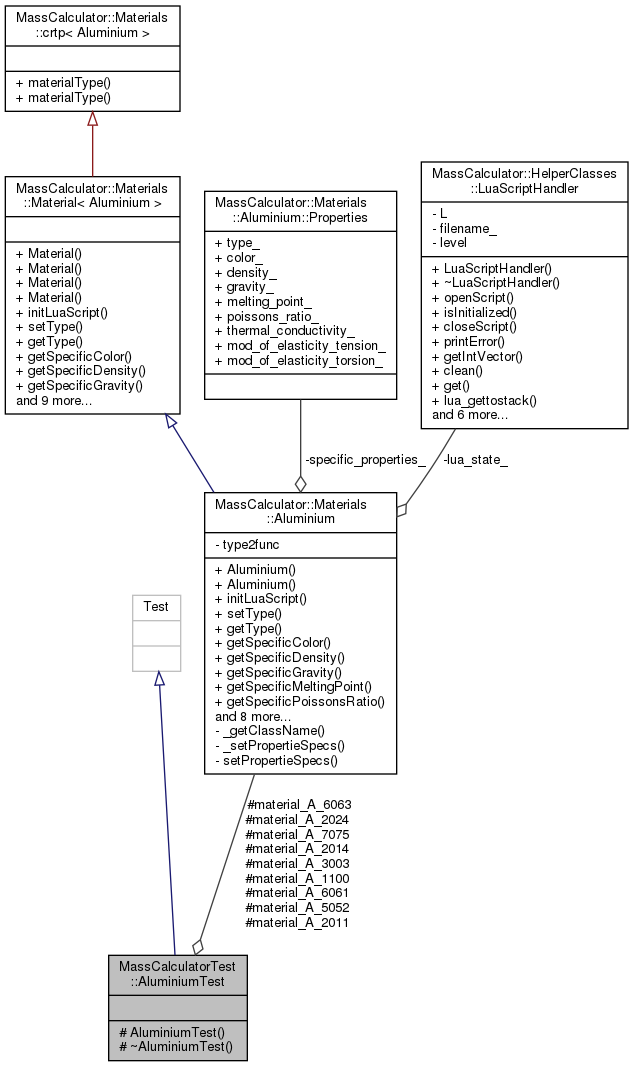 MassCalculator::Materials
::crtp< Aluminium >
+ materialType()
+ materialType()
MassCalculator::Materials
::Material< Aluminium >
+ Material()
+ Material()
+ Material()
+ Material()
+ initLuaScript()
+ setType()
+ getType()
+ getSpecificColor()
+ getSpecificDensity()
+ getSpecificGravity()
and 9 more...
MassCalculator::Materials
::Aluminium::Properties
+ type_
+ color_
+ density_
+ gravity_
+ melting_point_
+ poissons_ratio_
+ thermal_conductivity_
+ mod_of_elasticity_tension_
+ mod_of_elasticity_torsion_
MassCalculator::HelperClasses
::LuaScriptHandler
- L
- filename_
- level
+ LuaScriptHandler()
+ ~LuaScriptHandler()
+ openScript()
+ isInitialized()
+ closeScript()
+ printError()
+ getIntVector()
+ clean()
+ get()
+ lua_gettostack()
and 6 more...
-specific_properties_
-lua_state_
MassCalculator::Materials
::Aluminium
- type2func
+ Aluminium()
+ Aluminium()
+ initLuaScript()
+ setType()
+ getType()
+ getSpecificColor()
+ getSpecificDensity()
+ getSpecificGravity()
+ getSpecificMeltingPoint()
+ getSpecificPoissonsRatio()
and 8 more...
- _getClassName()
- _setPropertieSpecs()
- setPropertieSpecs()
Test
#material_A_6063
#material_A_2024
#material_A_7075
#material_A_2014
#material_A_3003
#material_A_1100
#material_A_6061
#material_A_5052
#material_A_2011
MassCalculatorTest
::AluminiumTest
# AluminiumTest()
# ~AluminiumTest()